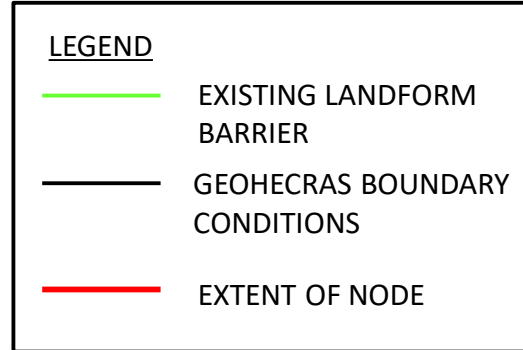 LEGEND
EXISTING LANDFORM
BARRIER
GEOHECRAS BOUNDARY
CONDITIONS
EXTENT OF NODE